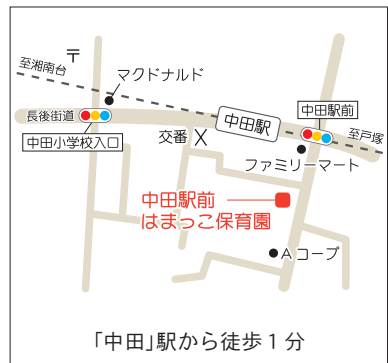 〒
至湘南台
マクドナルド
長後街道
中田駅
中田駅前
至戸塚
中田小学校入口
交番
ファミリーマート
中田駅前
はまっこ保育園
Aコープ
「中田」駅から徒歩1分